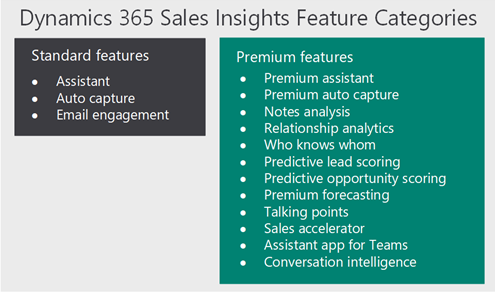 Dynamics 365 Sales Insights Feature Categories
Standard features
● Assistant
● Auto capture
● Email engagement
Premium features
● Premium assistant
● Premium auto capture
● Notes analysis
● Relationship analytics
● Who knows whom
● Predictive lead scoring
● Predictive opportunity scoring
● Premium forecasting
● Talking points
● Sales accelerator
● Assistant app for Teams
● Conversation intelligence